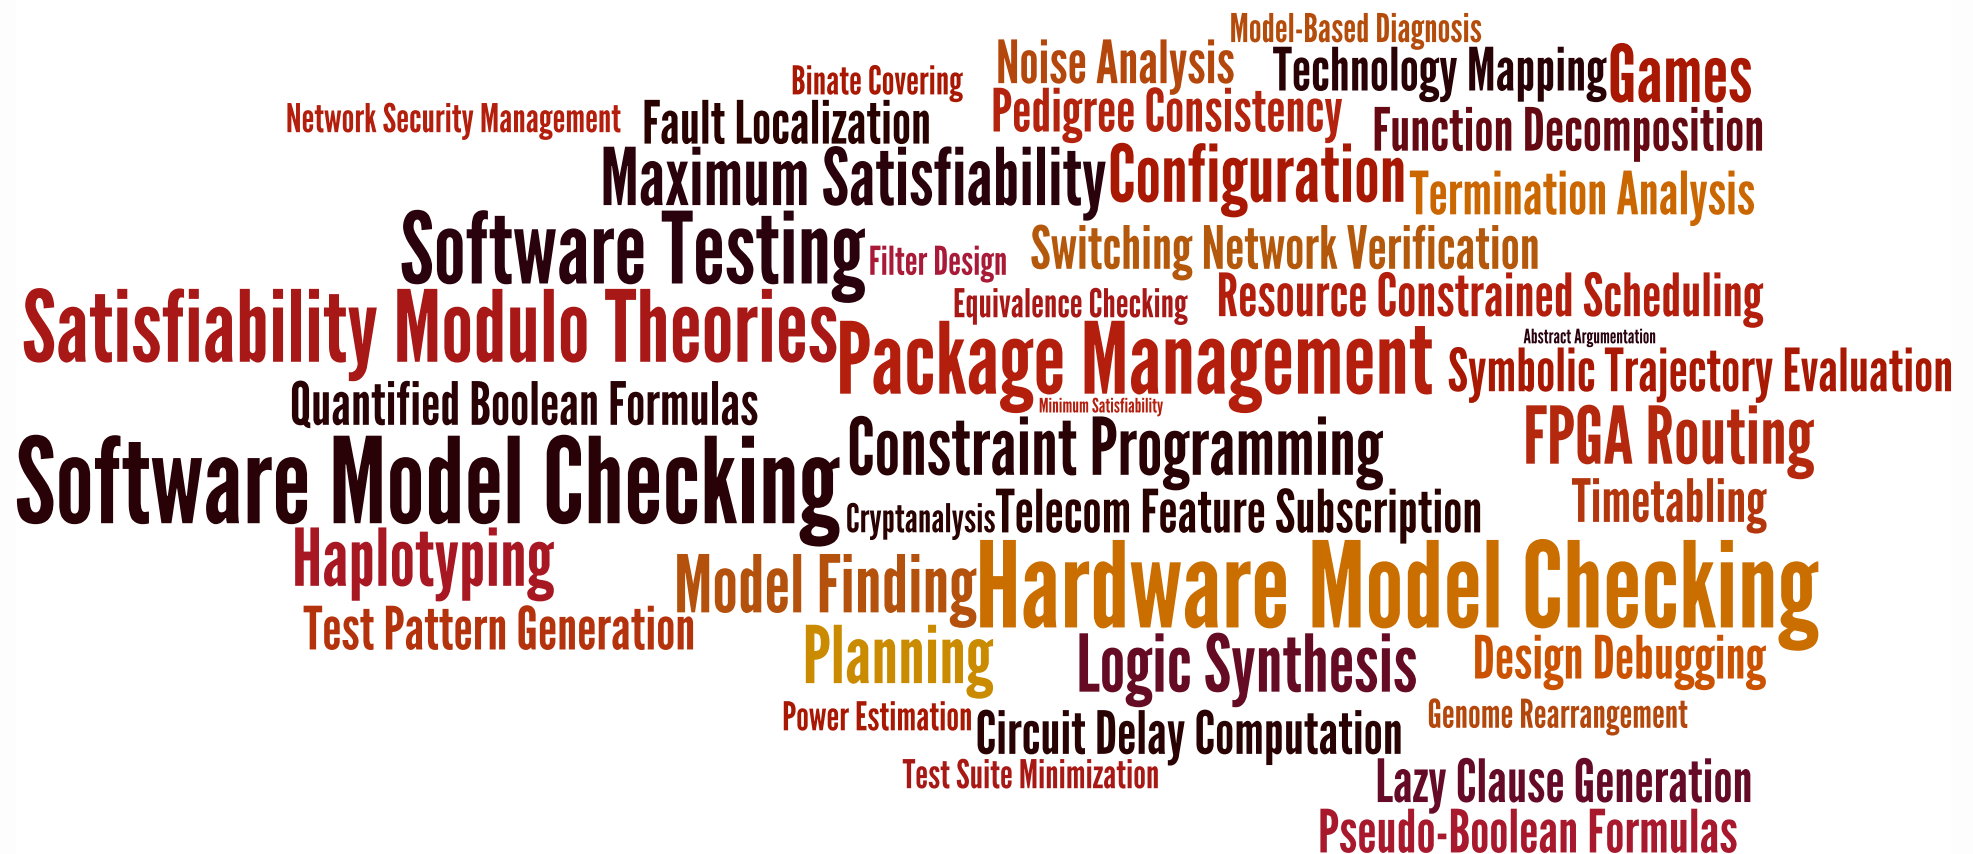 Model-Based Diagnosis
Noise Analysis
Technology Mapping
Games
Binate Covering
Network Security Management
Fault Localization
Pedigree Consistency
Function Decomposition
Maximum Satisfiability
Configuration
Termination Analysis
Software Testing
Filter Design
Switching Network Verification
Equivalence Checking
Resource Constrained Scheduling
Satisfiability Modulo Theories
Abstract Argumentation
Package Management
Symbolic Trajectory Evaluation
Quantified Boolean Formulas
Minimum Satisfiability
Constraint Programming
FPGA Routing
Software Model Checking
Cryptanalysis
Telecom Feature Subscription
Timetabling
Haplotyping
Model Finding
Hardware Model Checking
Test Pattern Generation
Planning
Logic Synthesis
Design Debugging
Power Estimation
Circuit Delay Computation
Genome Rearrangement
Test Suite Minimization
Lazy Clause Generation
Pseudo-Boolean Formulas